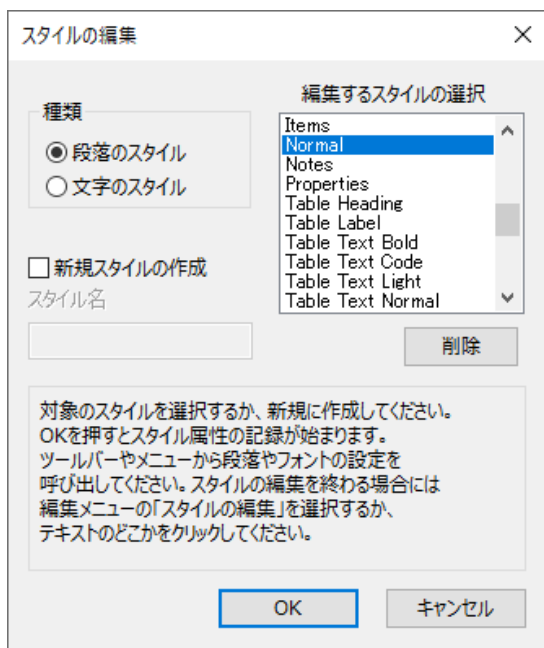 スタイルの編集
種類
段落のスタイル
文字のスタイル
新規スタイルの作成
スタイル名
編集するスタイルの選択
Items
Normal
Notes
Properties
Table Heading
Table Label
Table Text Bold
Table Text Code
Table Text Light
Table Text Normal
削除
対象のスタイルを選択するか、新規に作成してください。
OKを押すとスタイル属性の記録が始まります。
ツールバーやメニューから段落やフォントの設定を
呼び出してください。スタイルの編集を終わる場合には
編集メニューの「スタイルの編集」を選択するか、
テキストのどこかをクリックしてください。
OK
キャンセル